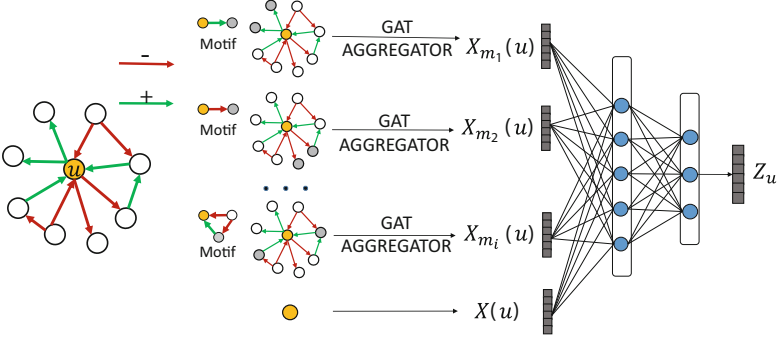 -
+
u
Motif
GAT
AGGREGATOR
X_{m_1}(u)
Motif
GAT
AGGREGATOR
X_{m_2}(u)
Motif
GAT
AGGREGATOR
X_{m_i}(u)
X(u)
Z_u